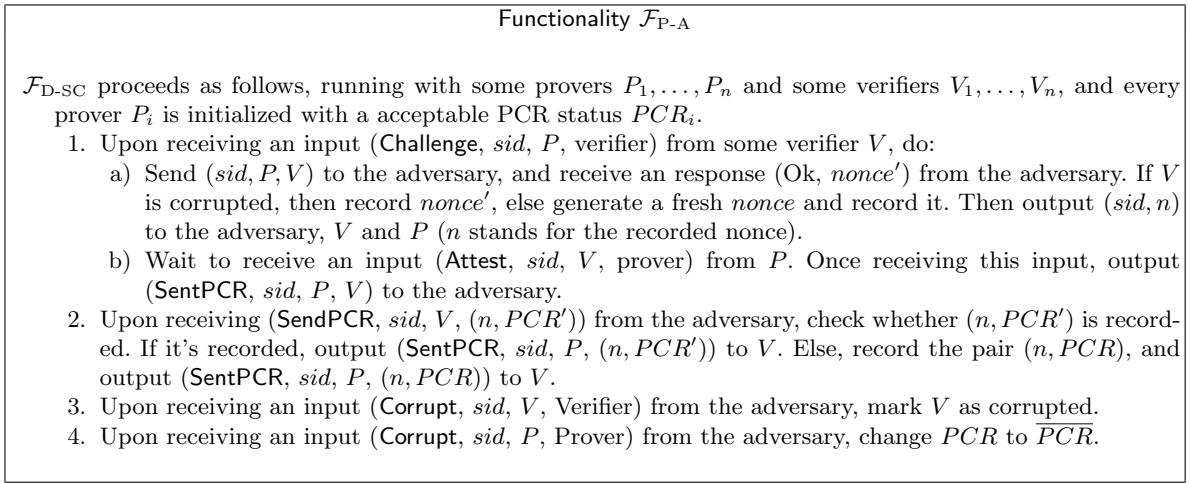 Functionality 𝓕P-A
𝓕D-SC proceeds as follows, running with some provers P₁, . . . , Pₙ and some verifiers V₁, . . . , Vₙ, and every
prover Pᵢ is initialized with a acceptable PCR status PCRᵢ.
1. Upon receiving an input (Challenge, sid, P, verifier) from some verifier V, do:
a) Send (sid, P, V) to the adversary, and receive an response (Ok, nonce′) from the adversary. If V
is corrupted, then record nonce′, else generate a fresh nonce and record it. Then output (sid, n)
to the adversary, V and P (n stands for the recorded nonce).
b) Wait to receive an input (Attest, sid, V, prover) from P. Once receiving this input, output
(SentPCR, sid, P, V) to the adversary.
2. Upon receiving (SendPCR, sid, V, (n, PCR′)) from the adversary, check whether (n, PCR′) is record-
ed. If it's recorded, output (SentPCR, sid, P, (n, PCR′)) to V. Else, record the pair (n, PCR), and
output (SentPCR, sid, P, (n, PCR)) to V.
3. Upon receiving an input (Corrupt, sid, V, Verifier) from the adversary, mark V as corrupted.
4. Upon receiving an input (Corrupt, sid, P, Prover) from the adversary, change PCR to P̅C̅R̅.